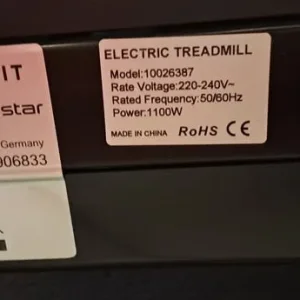 ELECTRIC TREADMILL
Model:10026387
Rate Voltage:220-240V~
Rated Frequency:50/60Hz
Power:1100W
MADE IN CHINA RoHS CE
IT
star
Germany
906833